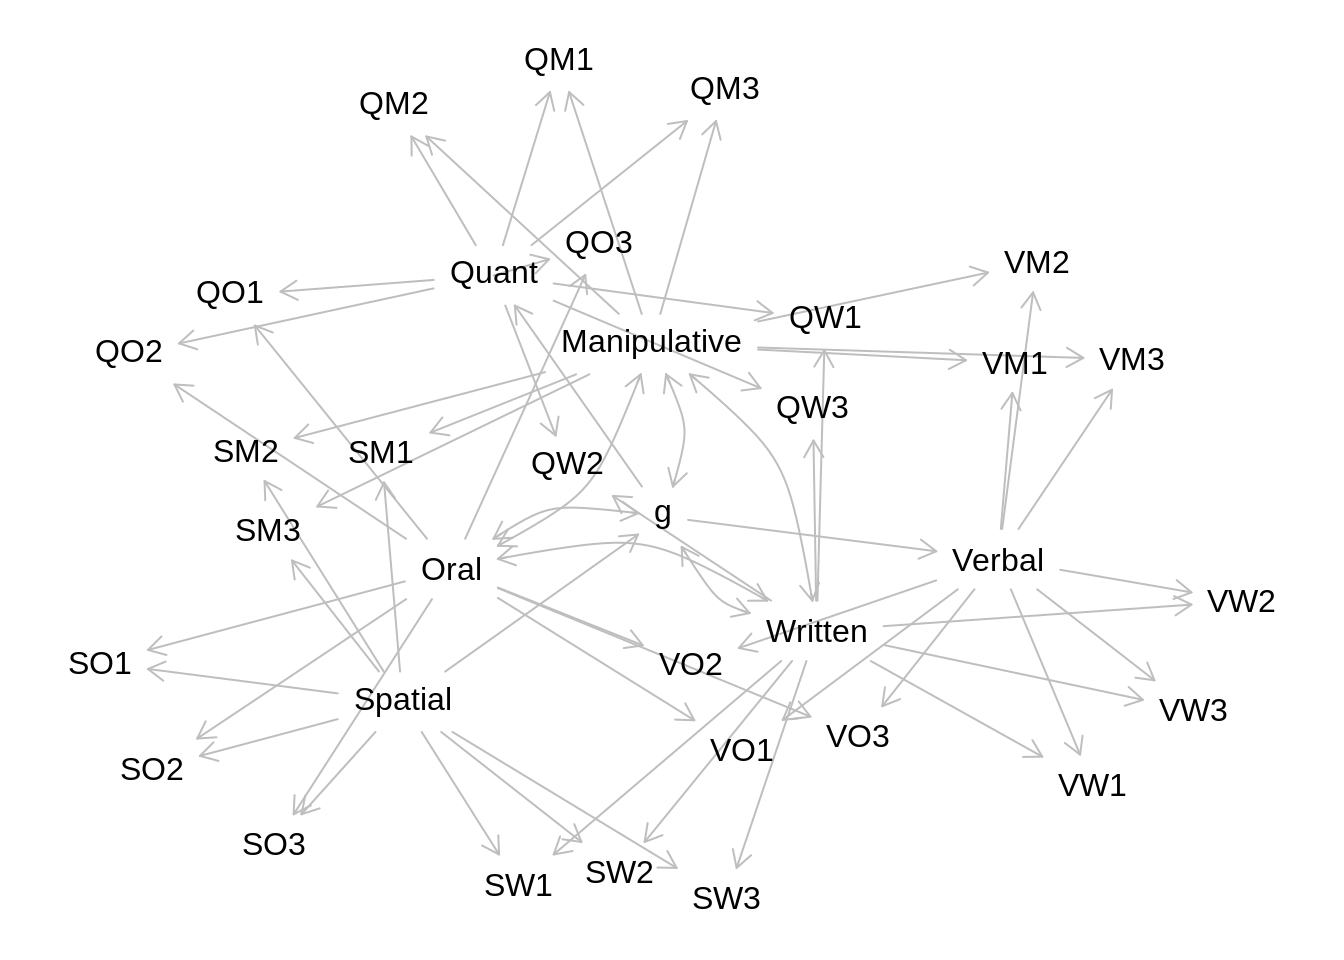 QM1
QM3
QM2
QO3
VM2
Quant
QO1
QW1
Manipulative
QO2
VM1
VM3
QW3
SM2
SM1
QW2
g
SM3
Verbal
Oral
VW2
Written
SO1
VO2
Spatial
VW3
VO3
VO1
SO2
VW1
SO3
SW2
SW1
SW3